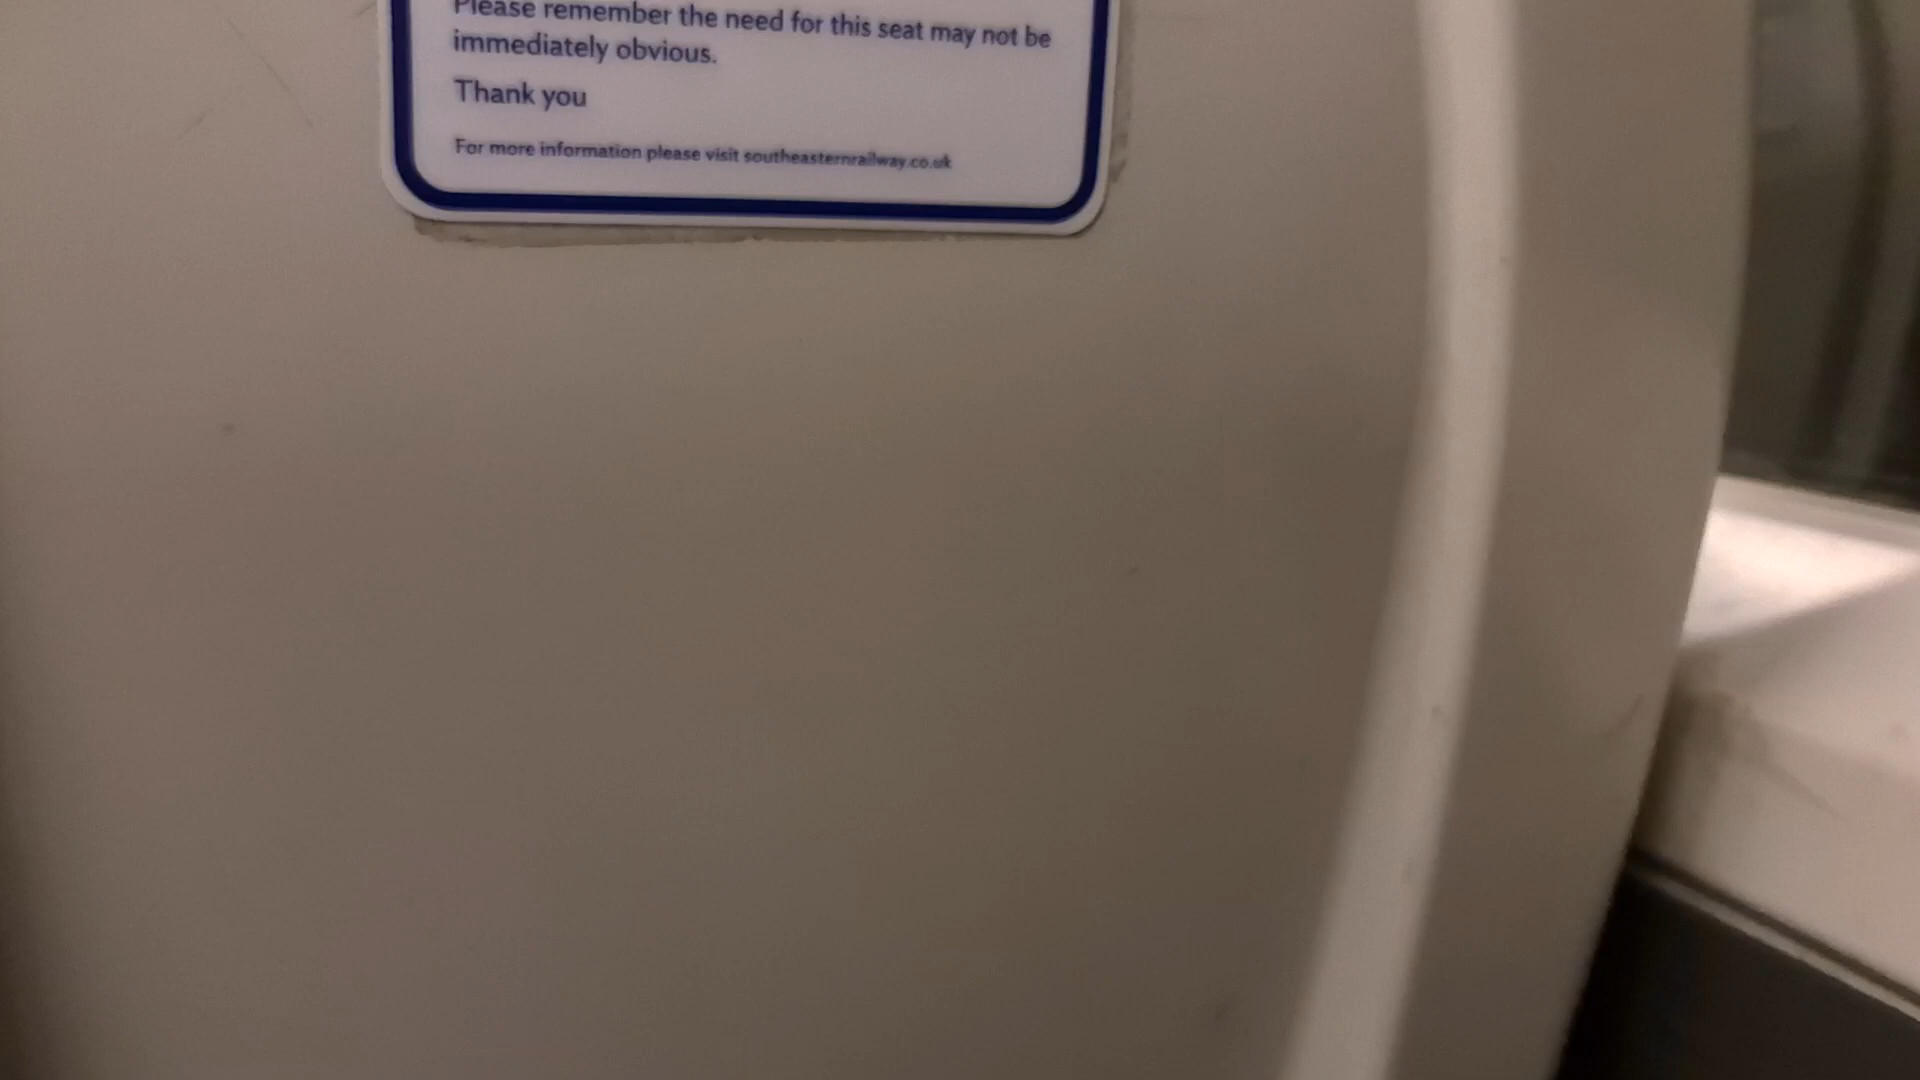 Please remember the need for this seat may not be
immediately obvious.
Thank you
For more information please visit southeasternrailway.co.uk